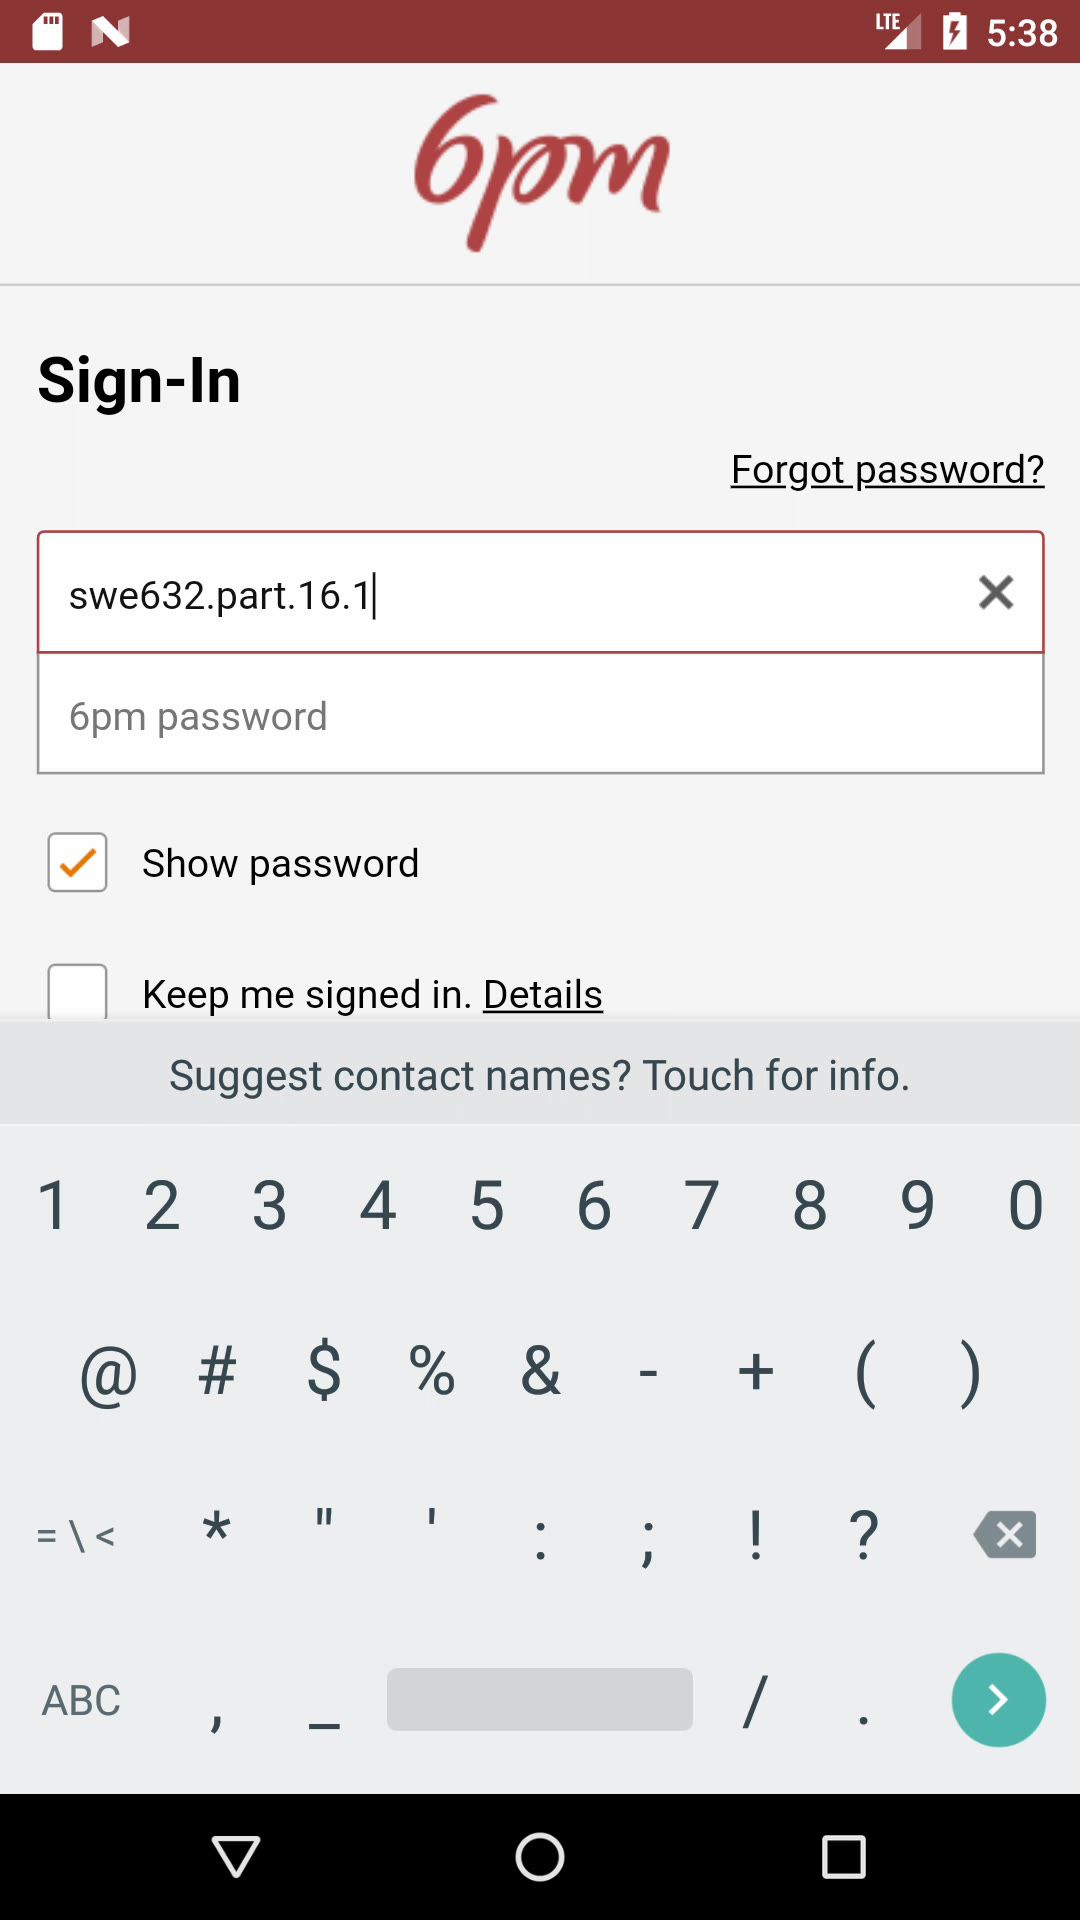 LTE 5:38
6pm
Sign-In
Forgot password?
swe632.part.16.1
6pm password
Show password
Keep me signed in. Details
Suggest contact names? Touch for info.
1 2 3 4 5 6 7 8 9 0
@ # $ % & - + ( )
= \ < * " ' : ; ! ?
ABC , _ / .